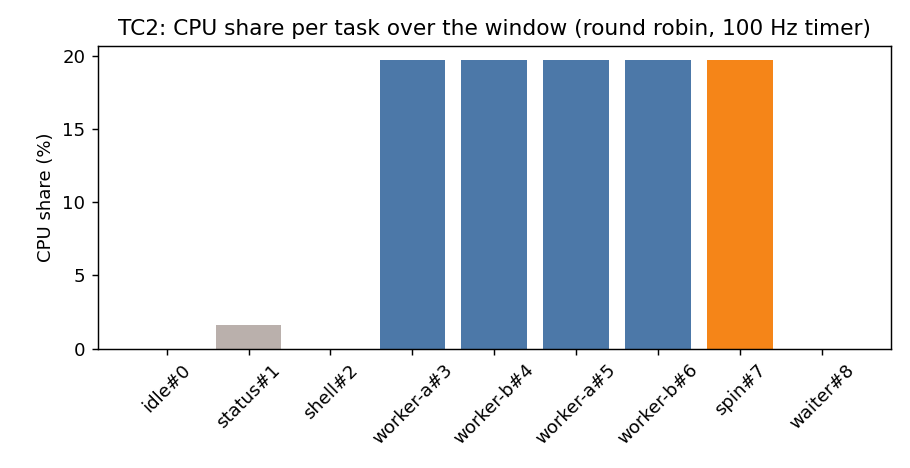 TC2: CPU share per task over the window (round robin, 100 Hz timer)
CPU share (%)
20
15
10
5
0
idle#0
status#1
shell#2
worker-a#3
worker-b#4
worker-a#5
worker-b#6
spin#7
waiter#8